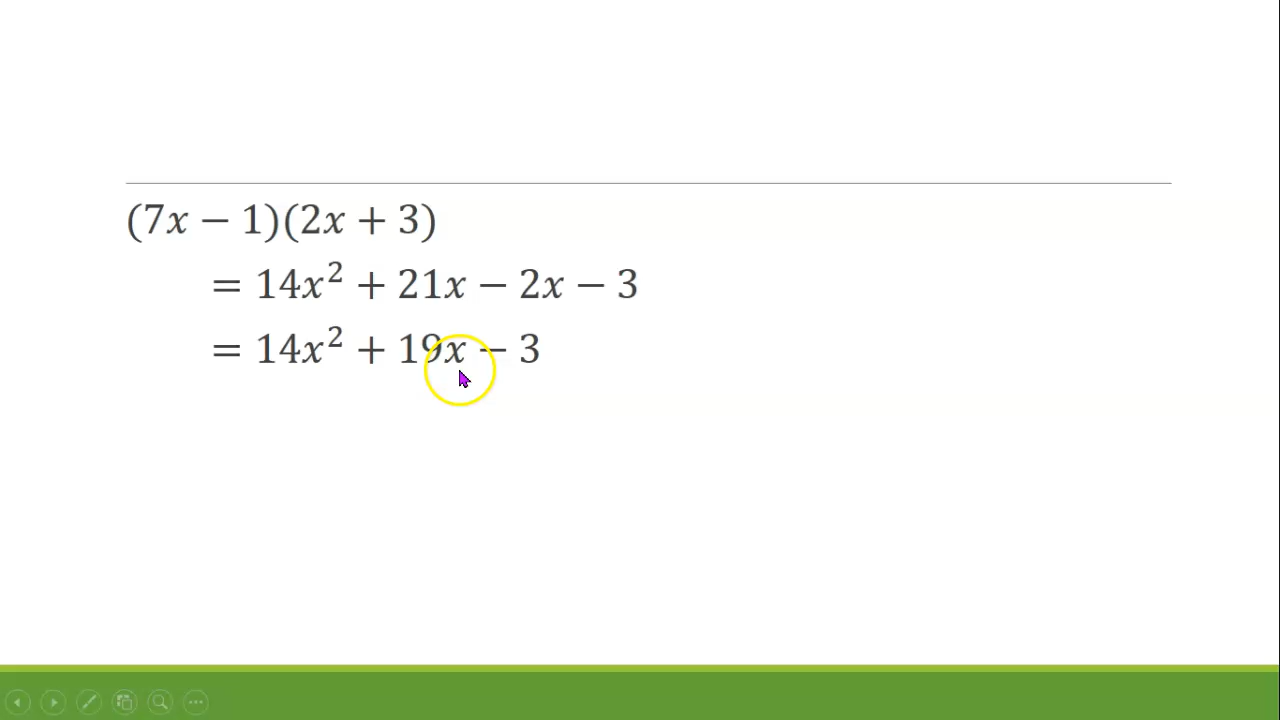 (7x − 1)(2x + 3)
= 14x² + 21x − 2x − 3
= 14x² + 19x − 3